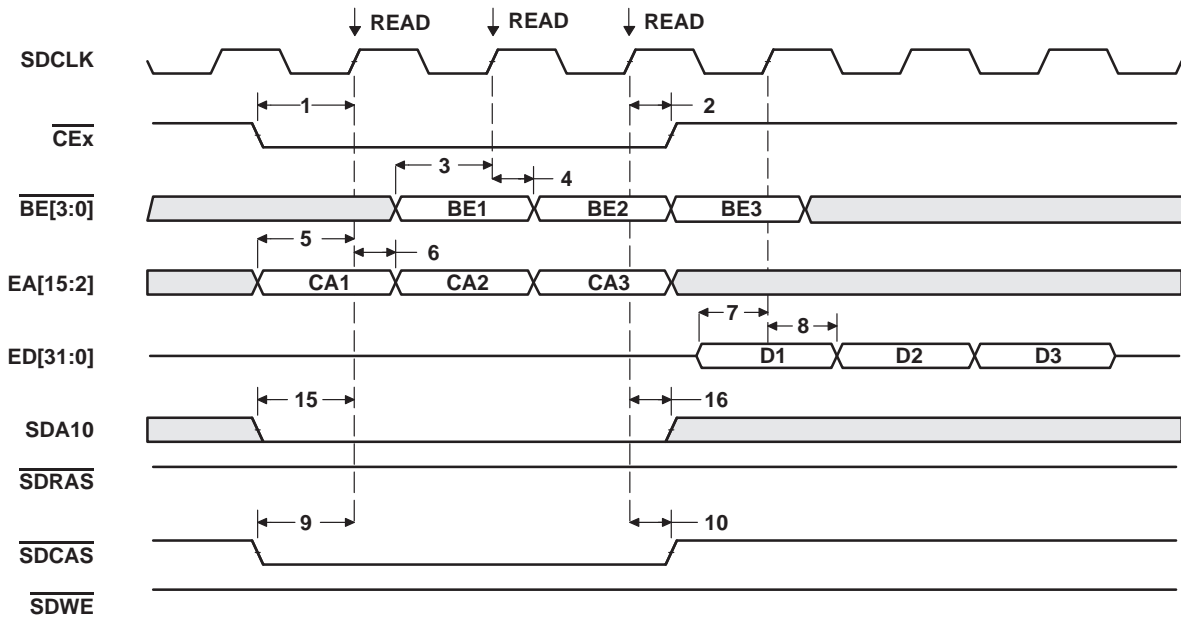 READ READ READ
SDCLK
1 2
CEx
3 4
BE[3:0] BE1 BE2 BE3
5 6
EA[15:2] CA1 CA2 CA3
7 8
ED[31:0] D1 D2 D3
15 16
SDA10
SDRAS
9 10
SDCAS
SDWE